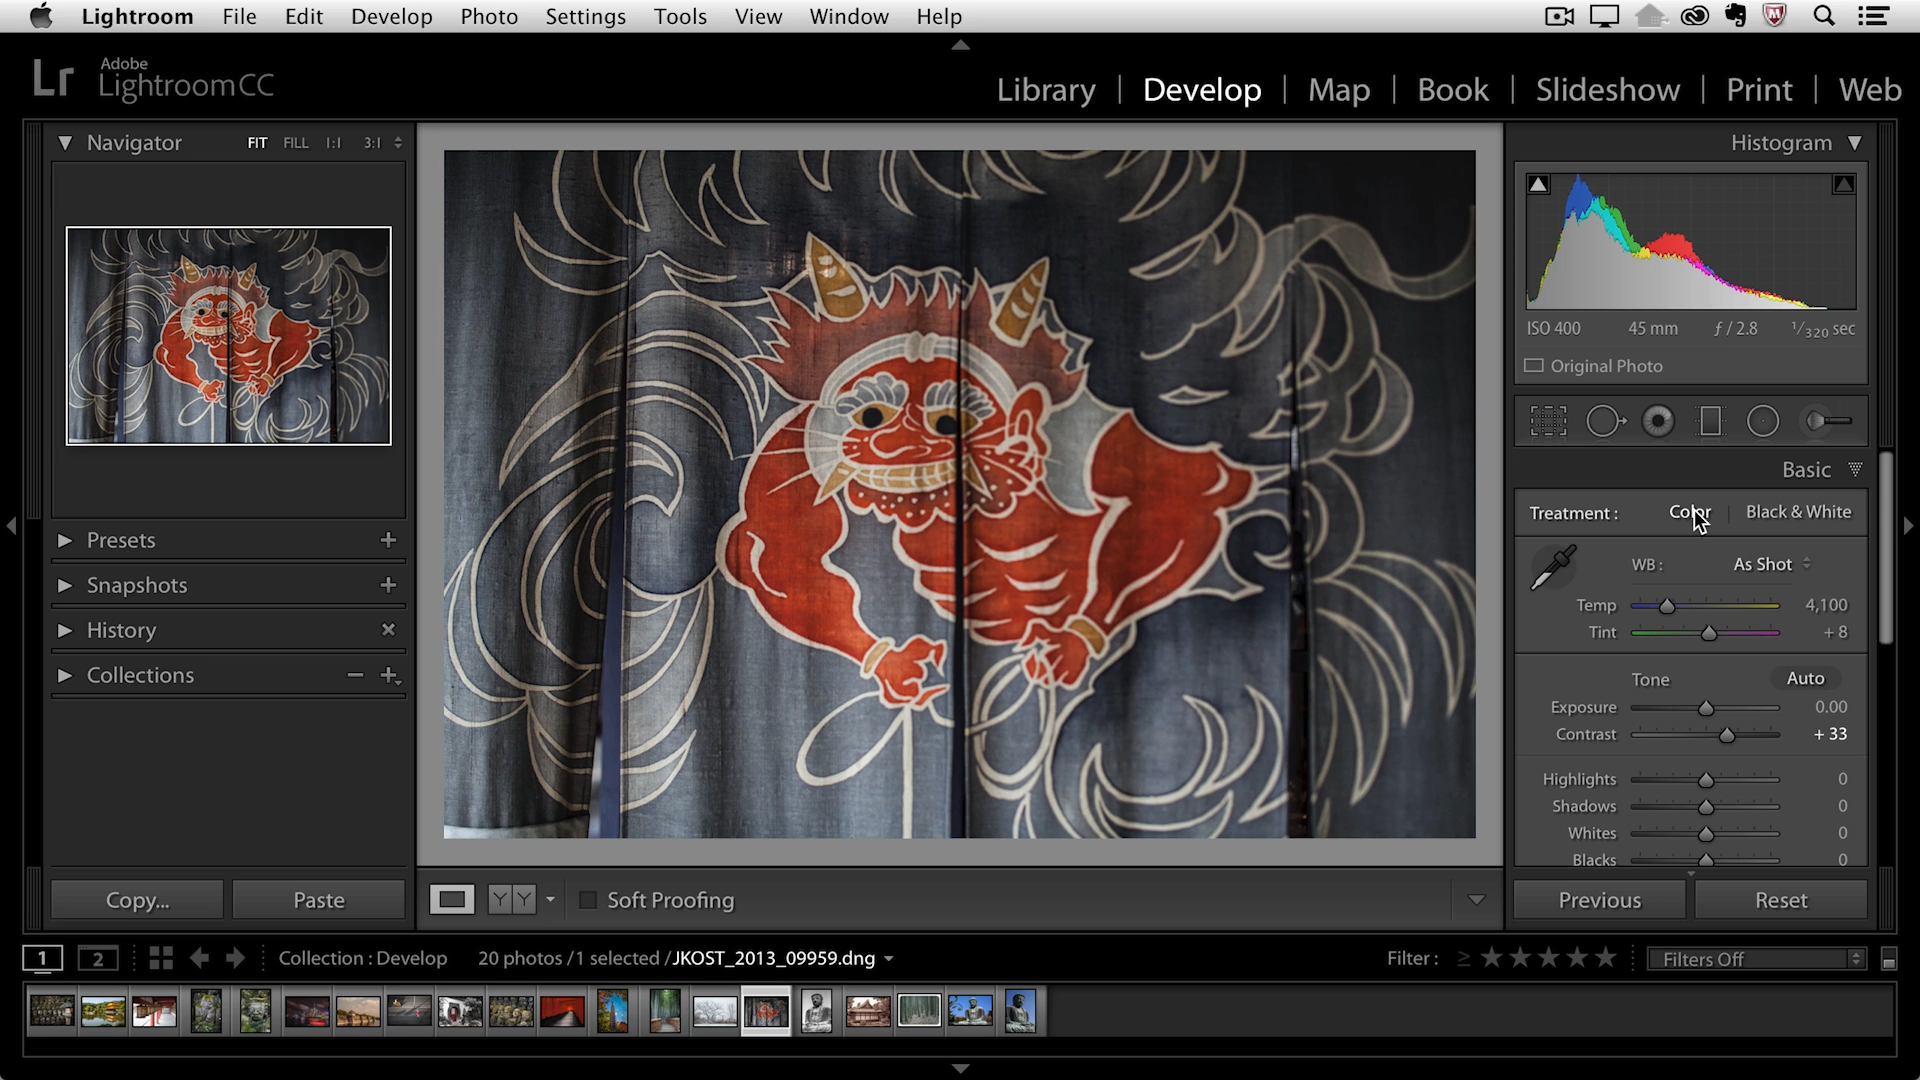 Lightroom File Edit Develop Photo Settings Tools View Window Help
Lr Adobe
Lightroom CC
Library | Develop | Map | Book | Slideshow | Print | Web
Navigator FIT FILL 1:1 3:1
Presets +
Snapshots +
History ×
Collections − +
Copy... Paste
Histogram
ISO 400 45 mm ƒ / 2.8 1/320 sec
Original Photo
Basic
Treatment : Color | Black & White
WB : As Shot
Temp 4,100
Tint + 8
Tone Auto
Exposure 0.00
Contrast + 33
Highlights 0
Shadows 0
Whites 0
Blacks 0
Previous Reset
YY Soft Proofing
1 2 Collection : Develop 20 photos / 1 selected / JKOST_2013_09959.dng Filter : ≥ ★★★★★ Filters Off